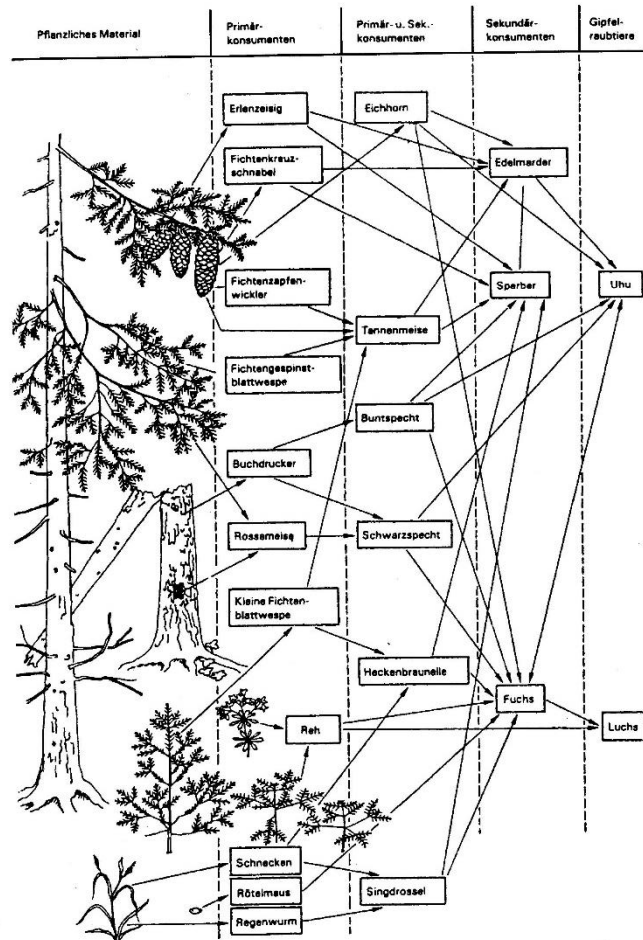 Pflanzliches Material
Primär-
konsumenten
Primär- u. Sek.-
konsumenten
Sekundär-
konsumenten
Gipfel-
raubtiere
Erlenzeisig
Eichhorn
Fichtenkreuz-
schnabel
Edelmarder
Fichtenzapfen-
wickler
Sperber
Uhu
Tannenmeise
Fichtengespinst-
blattwespe
Buntspecht
Buchdrucker
Rossameise
Schwarzspecht
Kleine Fichten-
blattwespe
Heckenbraunelle
Fuchs
Reh
Luchs
Schnecken
Rötelmaus
Singdrossel
Regenwurm